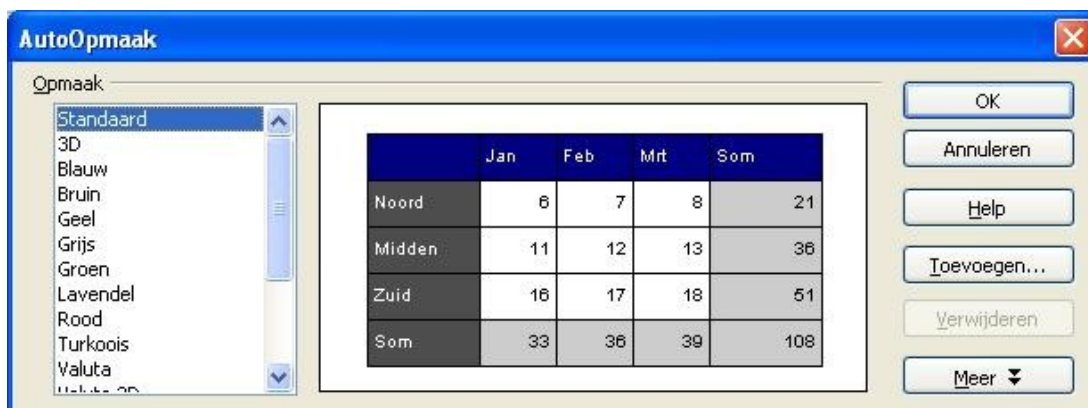 AutoOpmaak
Opmaak
Standaard
3D
Blauw
Bruin
Geel
Grijs
Groen
Lavendel
Rood
Turkoois
Valuta
Jan Feb Mrt Som
Noord 6 7 8 21
Midden 11 12 13 36
Zuid 16 17 18 51
Som 33 36 39 108
OK
Annuleren
Help
Toevoegen...
Verwijderen
Meer